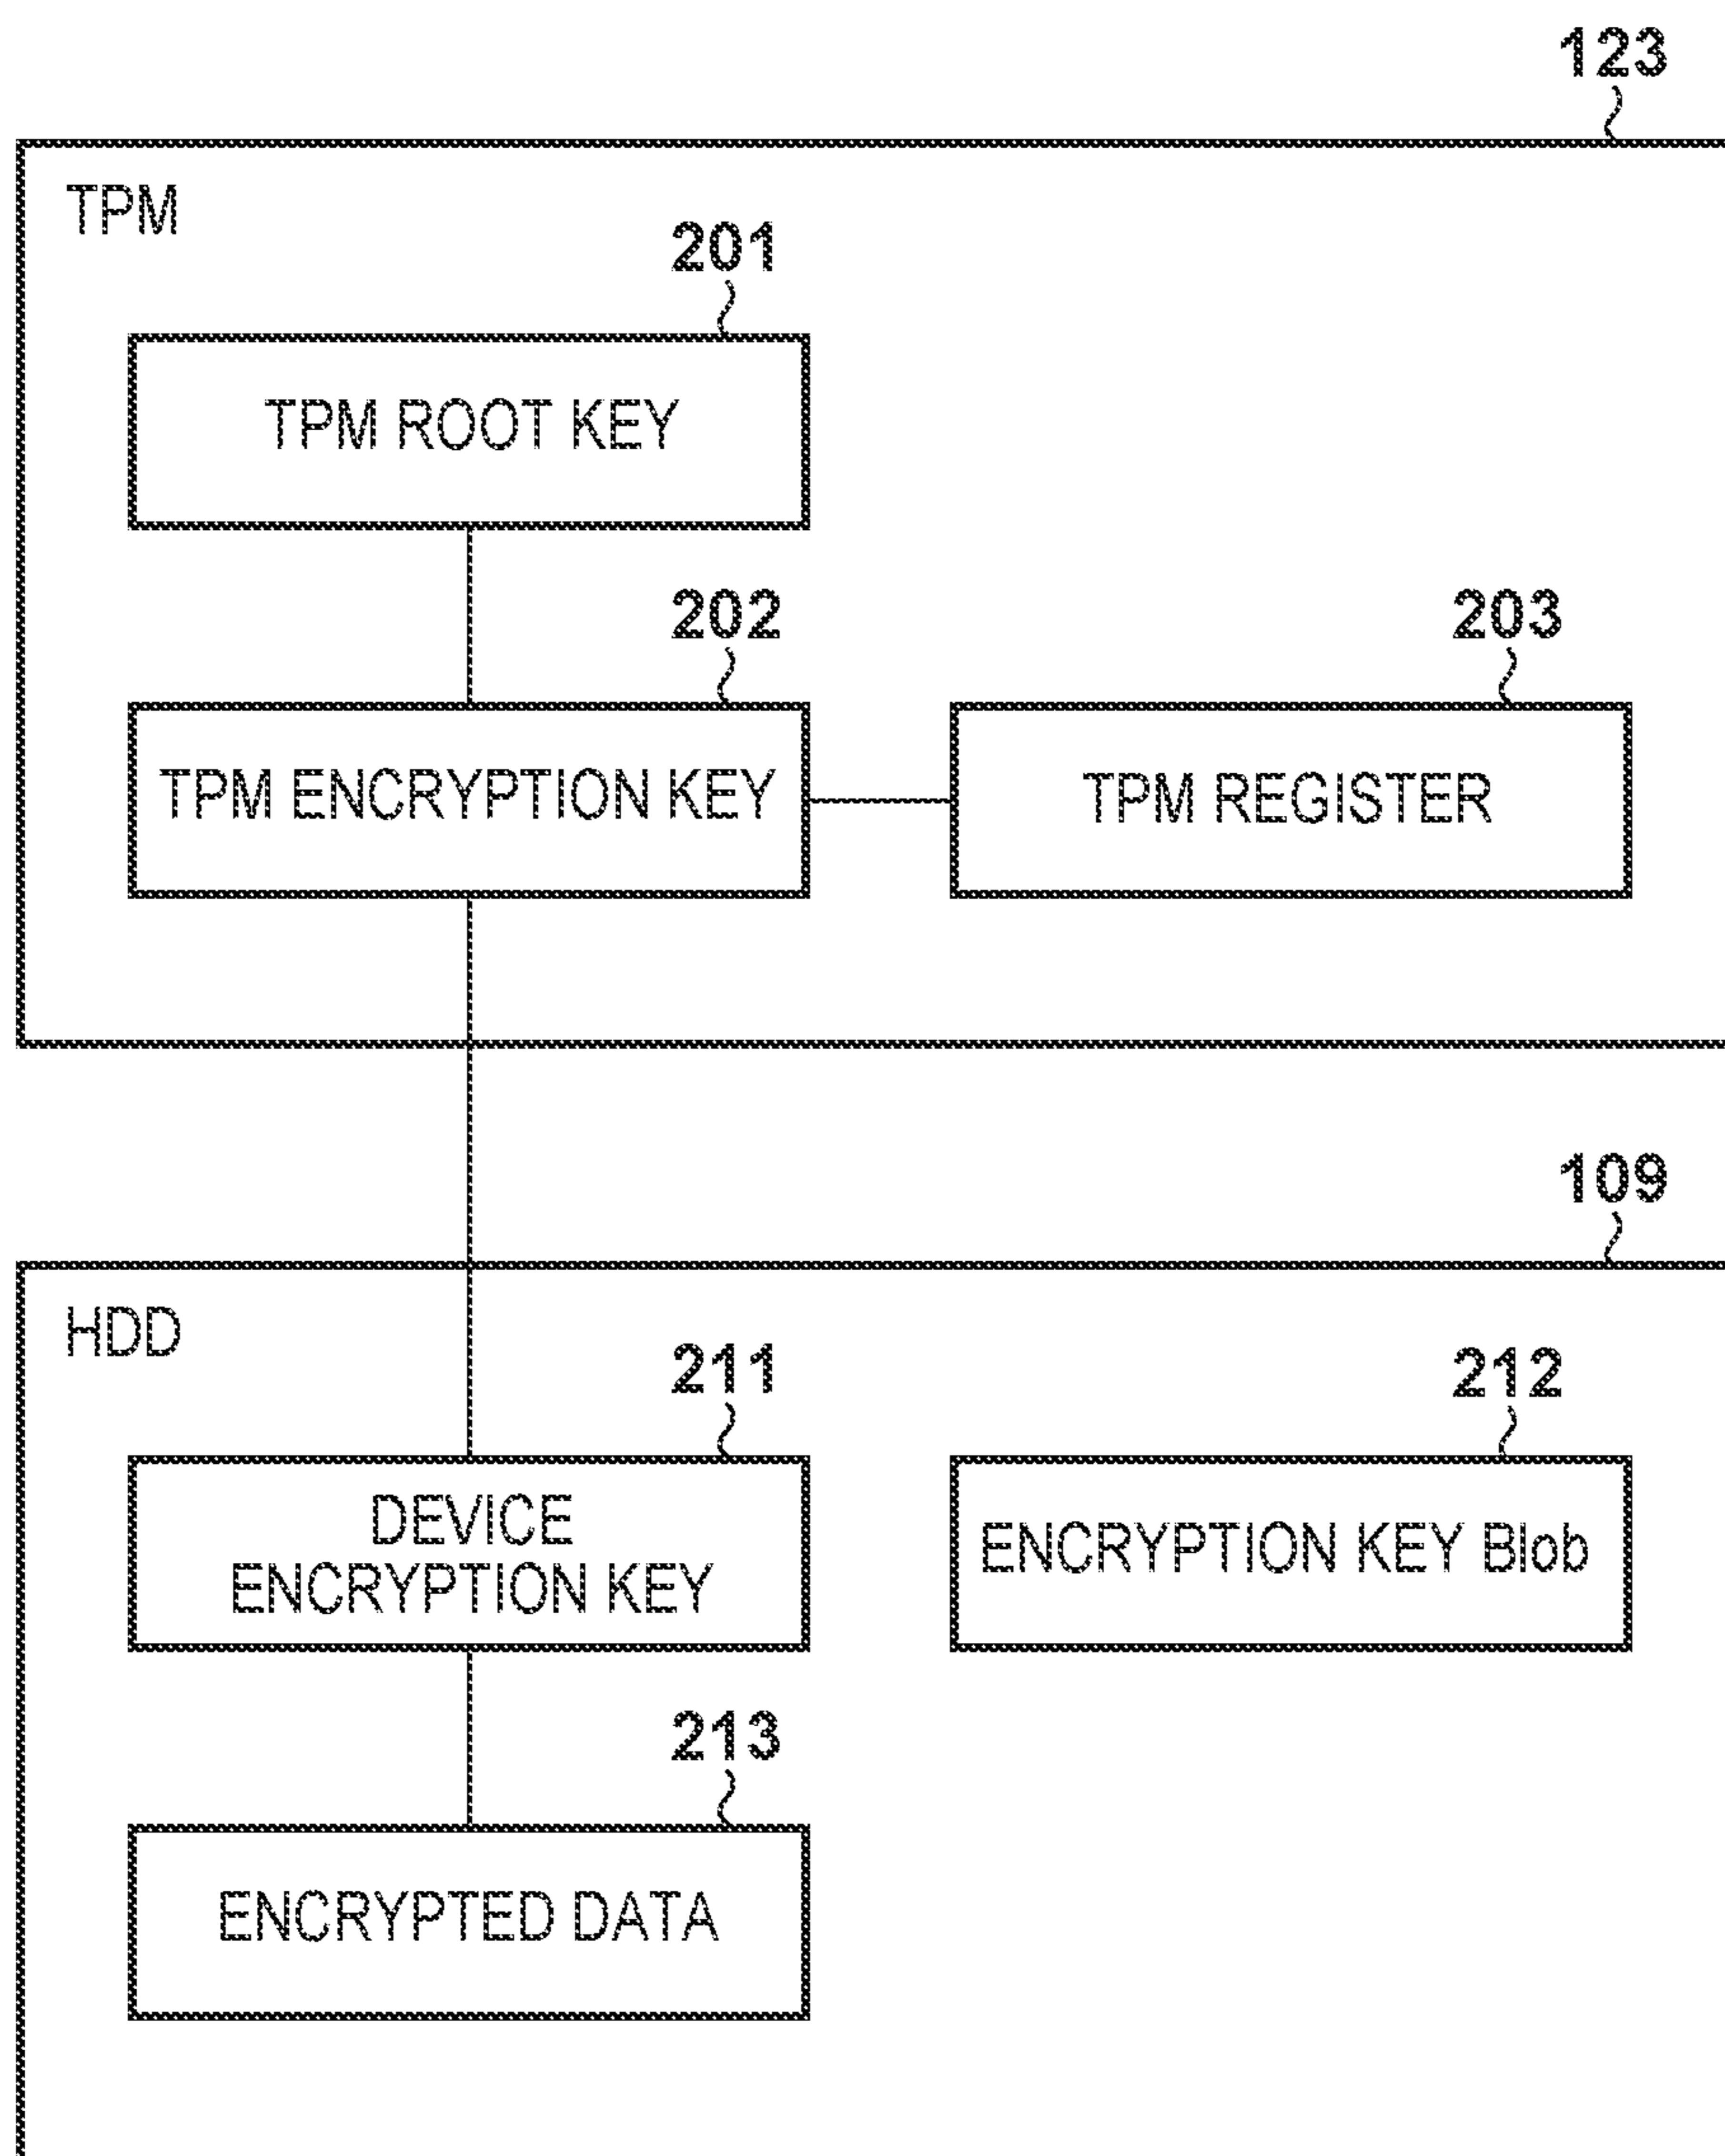 123
TPM
201
TPM ROOT KEY
202
203
TPM ENCRYPTION KEY
TPM REGISTER
109
HDD
211
212
DEVICE
ENCRYPTION KEY
ENCRYPTION KEY Blob
213
ENCRYPTED DATA